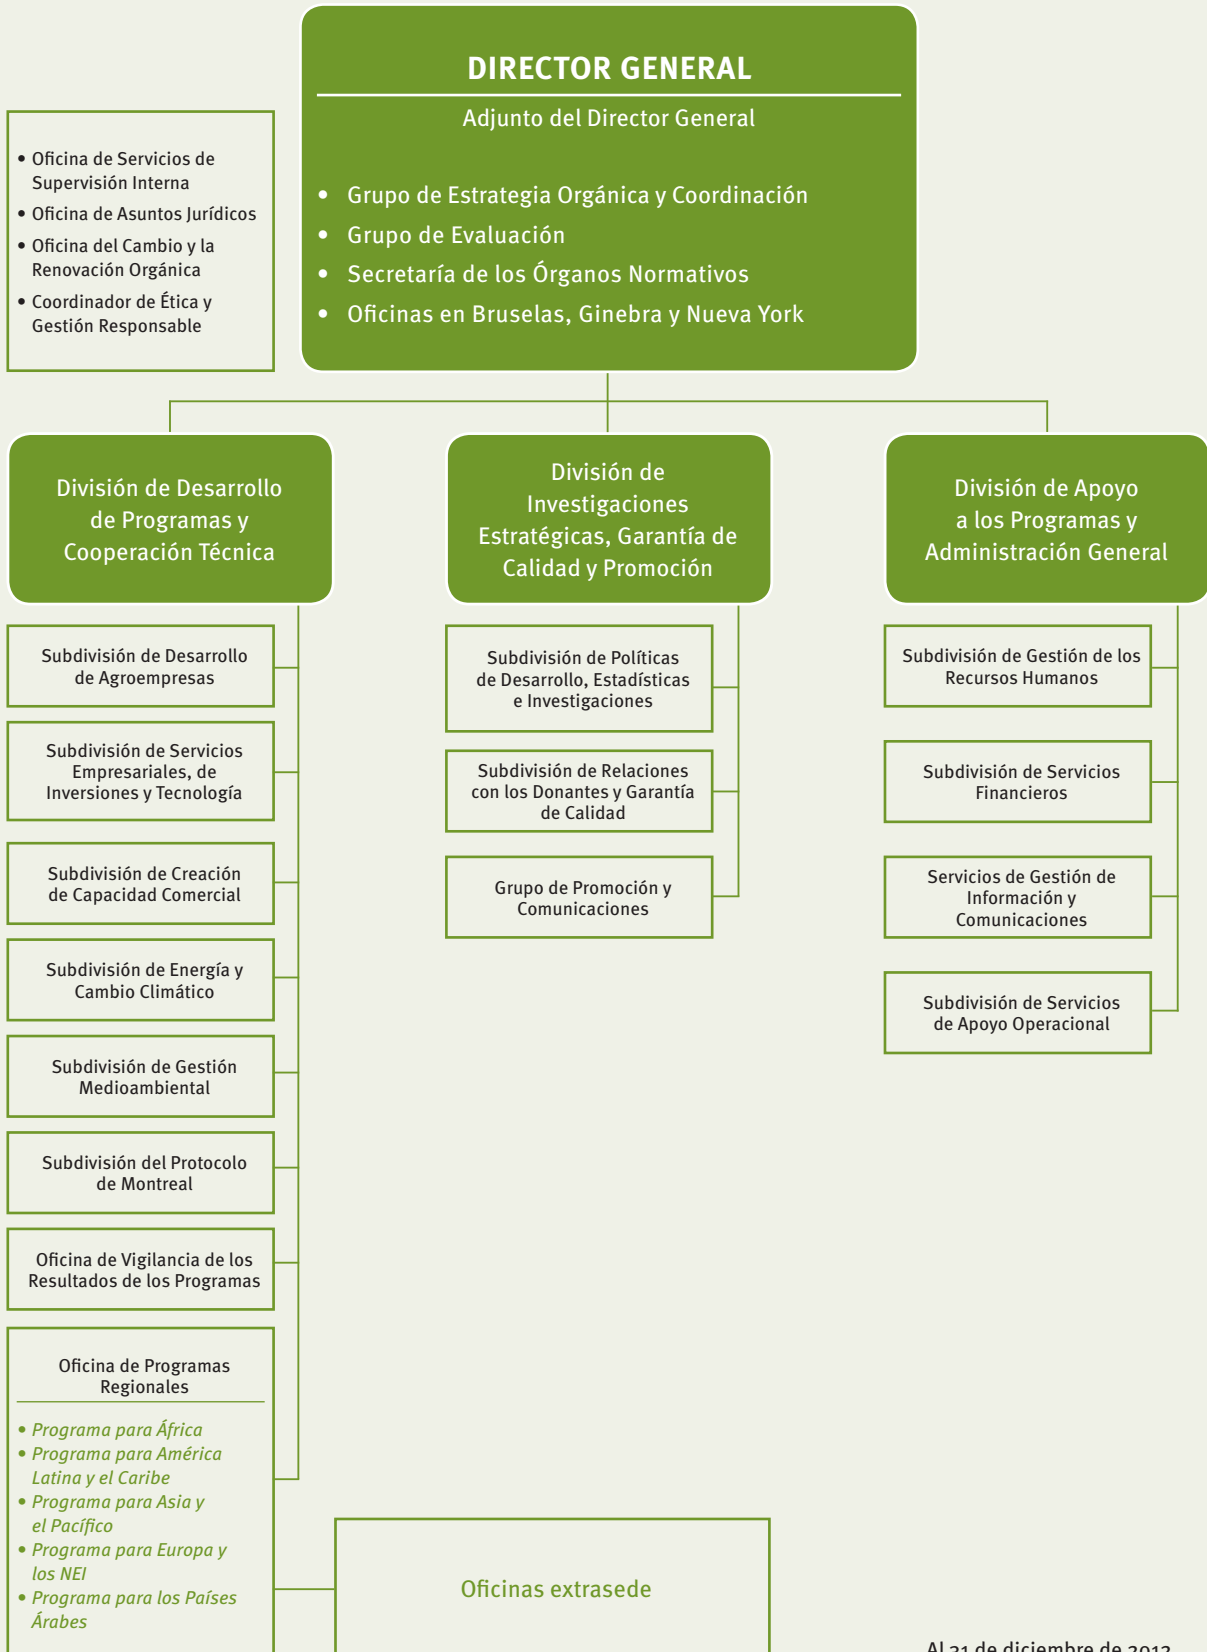 DIRECTOR GENERAL
Adjunto del Director General
• Grupo de Estrategia Orgánica y Coordinación
• Grupo de Evaluación
• Secretaría de los Órganos Normativos
• Oficinas en Bruselas, Ginebra y Nueva York
• Oficina de Servicios de
Supervisión Interna
• Oficina de Asuntos Jurídicos
• Oficina del Cambio y la
Renovación Orgánica
• Coordinador de Ética y
Gestión Responsable
División de Desarrollo
de Programas y
Cooperación Técnica
Subdivisión de Desarrollo
de Agroempresas
Subdivisión de Servicios
Empresariales, de
Inversiones y Tecnología
Subdivisión de Creación
de Capacidad Comercial
Subdivisión de Energía y
Cambio Climático
Subdivisión de Gestión
Medioambiental
Subdivisión del Protocolo
de Montreal
Oficina de Vigilancia de los
Resultados de los Programas
Oficina de Programas
Regionales
• Programa para África
• Programa para América
Latina y el Caribe
• Programa para Asia y
el Pacífico
• Programa para Europa y
los NEI
• Programa para los Países
Árabes
Oficinas extrasede
División de
Investigaciones
Estratégicas, Garantía de
Calidad y Promoción
Subdivisión de Políticas
de Desarrollo, Estadísticas
e Investigaciones
Subdivisión de Relaciones
con los Donantes y Garantía
de Calidad
Grupo de Promoción y
Comunicaciones
División de Apoyo
a los Programas y
Administración General
Subdivisión de Gestión de los
Recursos Humanos
Subdivisión de Servicios
Financieros
Servicios de Gestión de
Información y
Comunicaciones
Subdivisión de Servicios
de Apoyo Operacional
Al 31 de diciembre de 2012